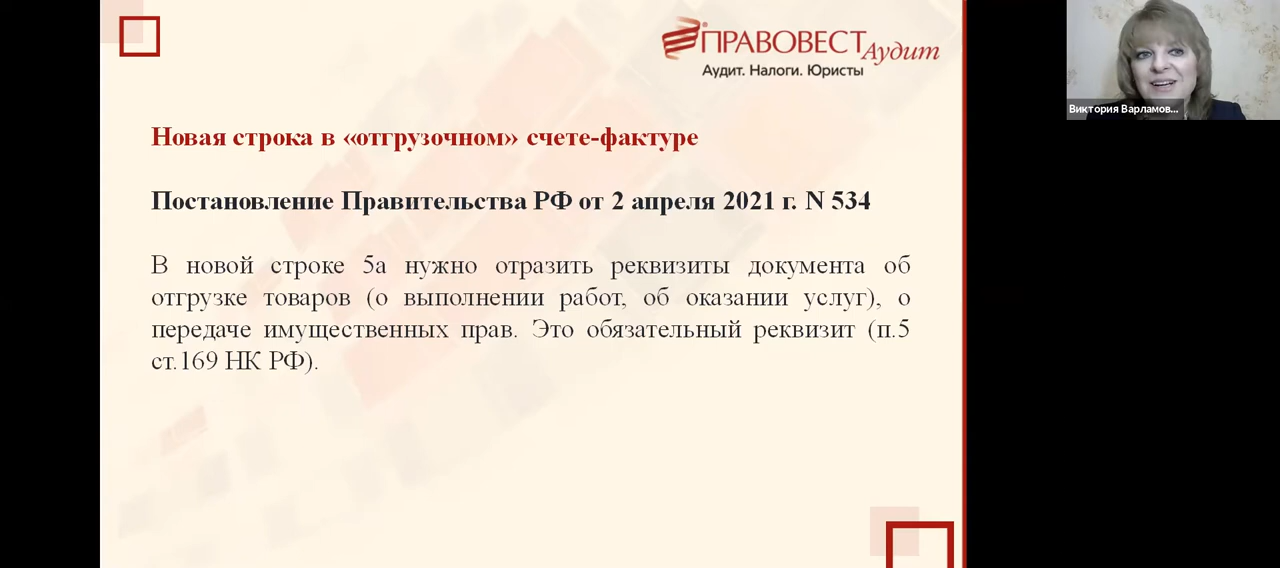 ПРАВОВЕСТ Аудит
Аудит. Налоги. Юристы
Виктория Варламов...
Новая строка в «отгрузочном» счете-фактуре
Постановление Правительства РФ от 2 апреля 2021 г. N 534
В новой строке 5а нужно отразить реквизиты документа об
отгрузке товаров (о выполнении работ, об оказании услуг), о
передаче имущественных прав. Это обязательный реквизит (п.5
ст.169 НК РФ).